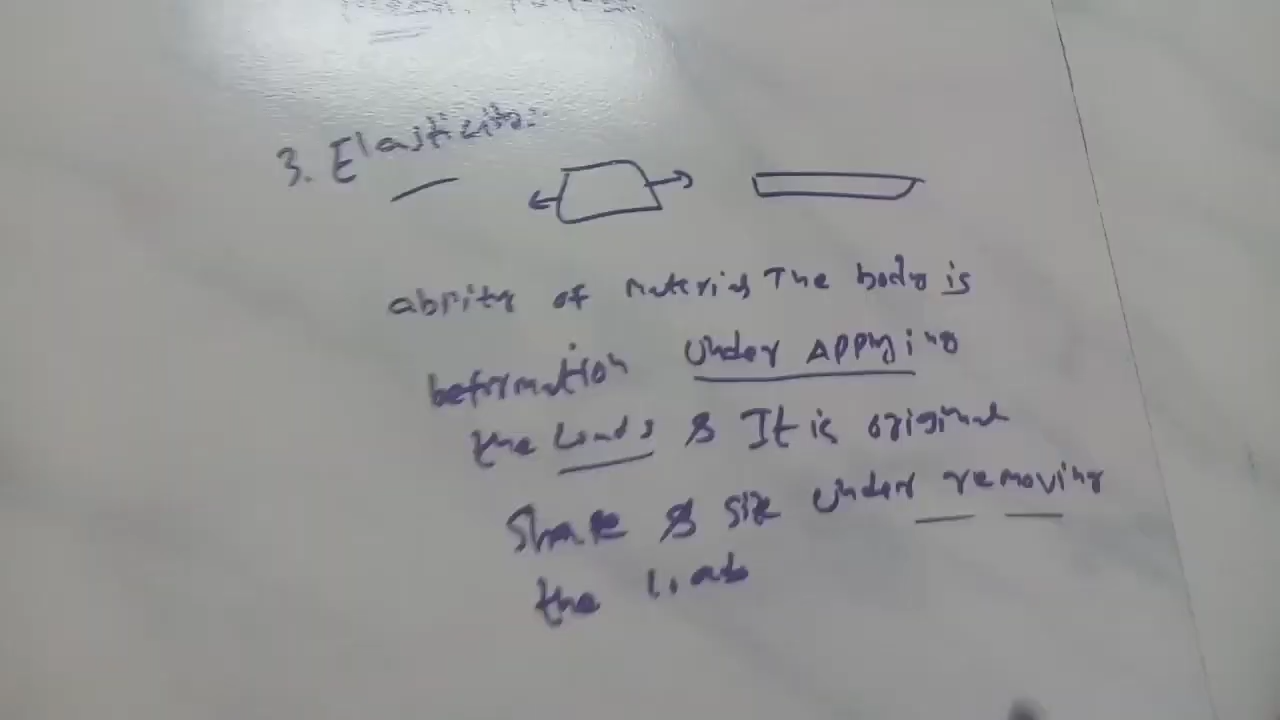 3. Elasticity:-
ability of material The body is
deformation under applying
the loads & It is original
Shape & size under removing
the load